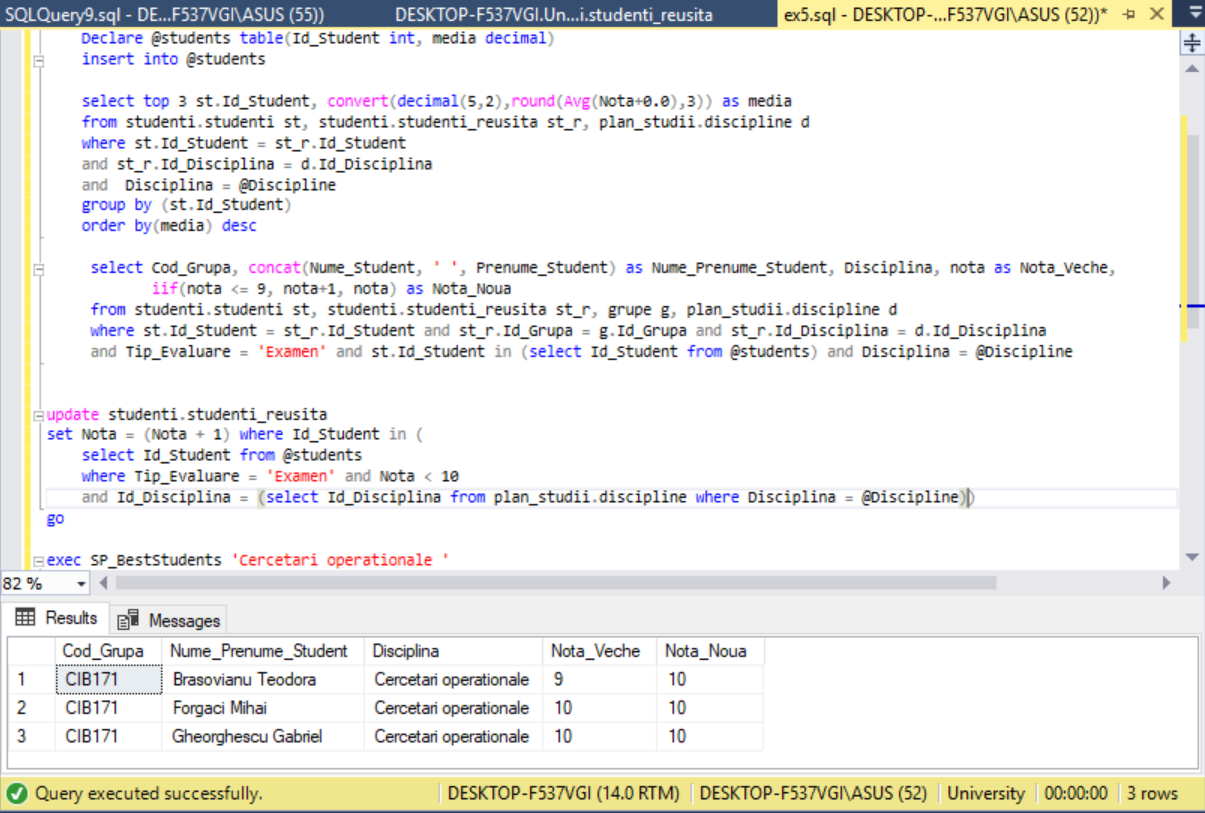 SQLQuery9.sql - DE...F537VGI\ASUS (55))    DESKTOP-F537VGI.Un...i.studenti_reusita    ex5.sql - DESKTOP-...F537VGI\ASUS (52))*
Declare @students table(Id_Student int, media decimal)
insert into @students
select top 3 st.Id_Student, convert(decimal(5,2),round(Avg(Nota+0.0),3)) as media
from studenti.studenti st, studenti.studenti_reusita st_r, plan_studii.discipline d
where st.Id_Student = st_r.Id_Student
and st_r.Id_Disciplina = d.Id_Disciplina
and  Disciplina = @Discipline
group by (st.Id_Student)
order by(media) desc
select Cod_Grupa, concat(Nume_Student, ' ', Prenume_Student) as Nume_Prenume_Student, Disciplina, nota as Nota_Veche,
iif(nota <= 9, nota+1, nota) as Nota_Noua
from studenti.studenti st, studenti.studenti_reusita st_r, grupe g, plan_studii.discipline d
where st.Id_Student = st_r.Id_Student and st_r.Id_Grupa = g.Id_Grupa and st_r.Id_Disciplina = d.Id_Disciplina
and Tip_Evaluare = 'Examen' and st.Id_Student in (select Id_Student from @students) and Disciplina = @Discipline
update studenti.studenti_reusita
set Nota = (Nota + 1) where Id_Student in (
select Id_Student from @students
where Tip_Evaluare = 'Examen' and Nota < 10
and Id_Disciplina = (select Id_Disciplina from plan_studii.discipline where Disciplina = @Discipline))
go
exec SP_BestStudents 'Cercetari operationale '
82 %
Results    Messages
Cod_Grupa    Nume_Prenume_Student    Disciplina    Nota_Veche    Nota_Noua
1    CIB171    Brasovianu Teodora    Cercetari operationale    9    10
2    CIB171    Forgaci Mihai    Cercetari operationale    10    10
3    CIB171    Gheorghescu Gabriel    Cercetari operationale    10    10
Query executed successfully.    DESKTOP-F537VGI (14.0 RTM)    DESKTOP-F537VGI\ASUS (52)    University    00:00:00    3 rows